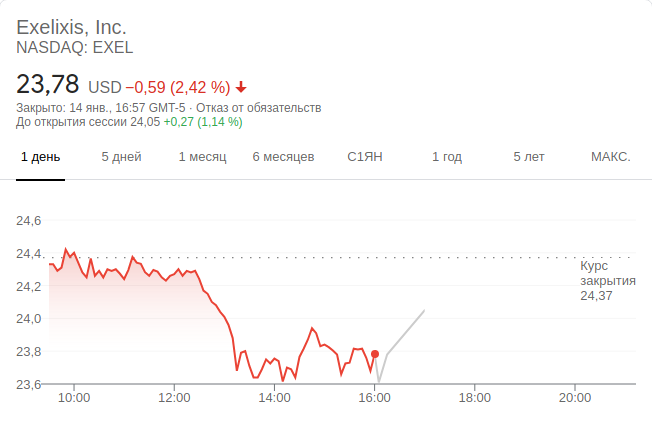 Exelixis, Inc.
NASDAQ: EXEL
23,78 USD −0,59 (2,42 %)
Закрыто: 14 янв., 16:57 GMT-5 · Отказ от обязательств
До открытия сессии 24,05 +0,27 (1,14 %)
1 день 5 дней 1 месяц 6 месяцев С1ЯН 1 год 5 лет МАКС.
24,6
24,4
Курс
закрытия
24,37
24,2
24,0
23,8
23,6
10:00 12:00 14:00 16:00 18:00 20:00